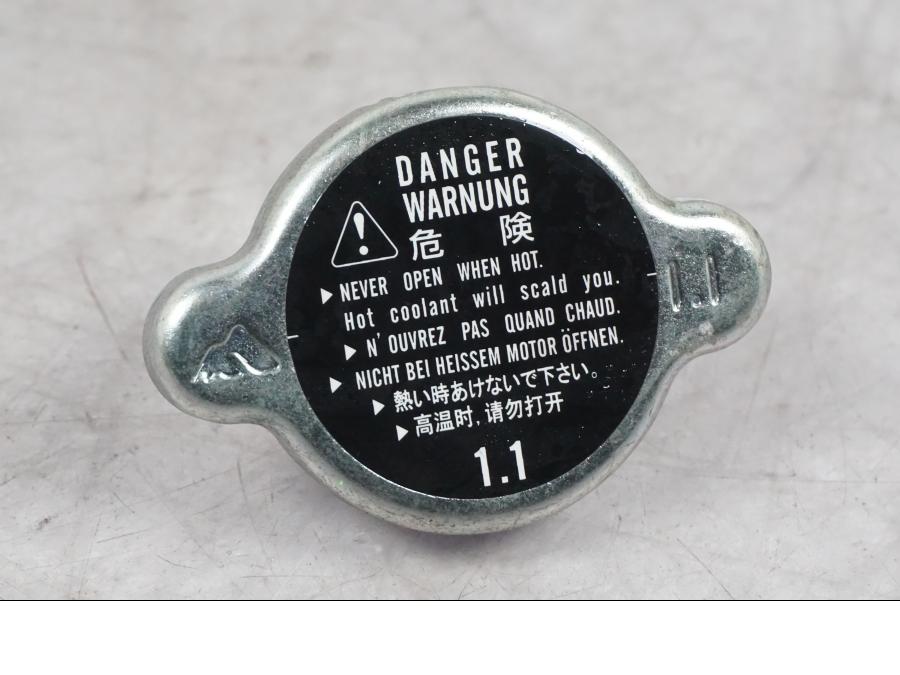 DANGER
WARNUNG
危 険
▶ NEVER OPEN WHEN HOT.
Hot coolant will scald you.
▶ N'OUVREZ PAS QUAND CHAUD.
▶ NICHT BEI HEISSEM MOTOR ÖFFNEN.
▶ 熱い時あけないで下さい。
▶ 高温时,请勿打开
1.1
1.1